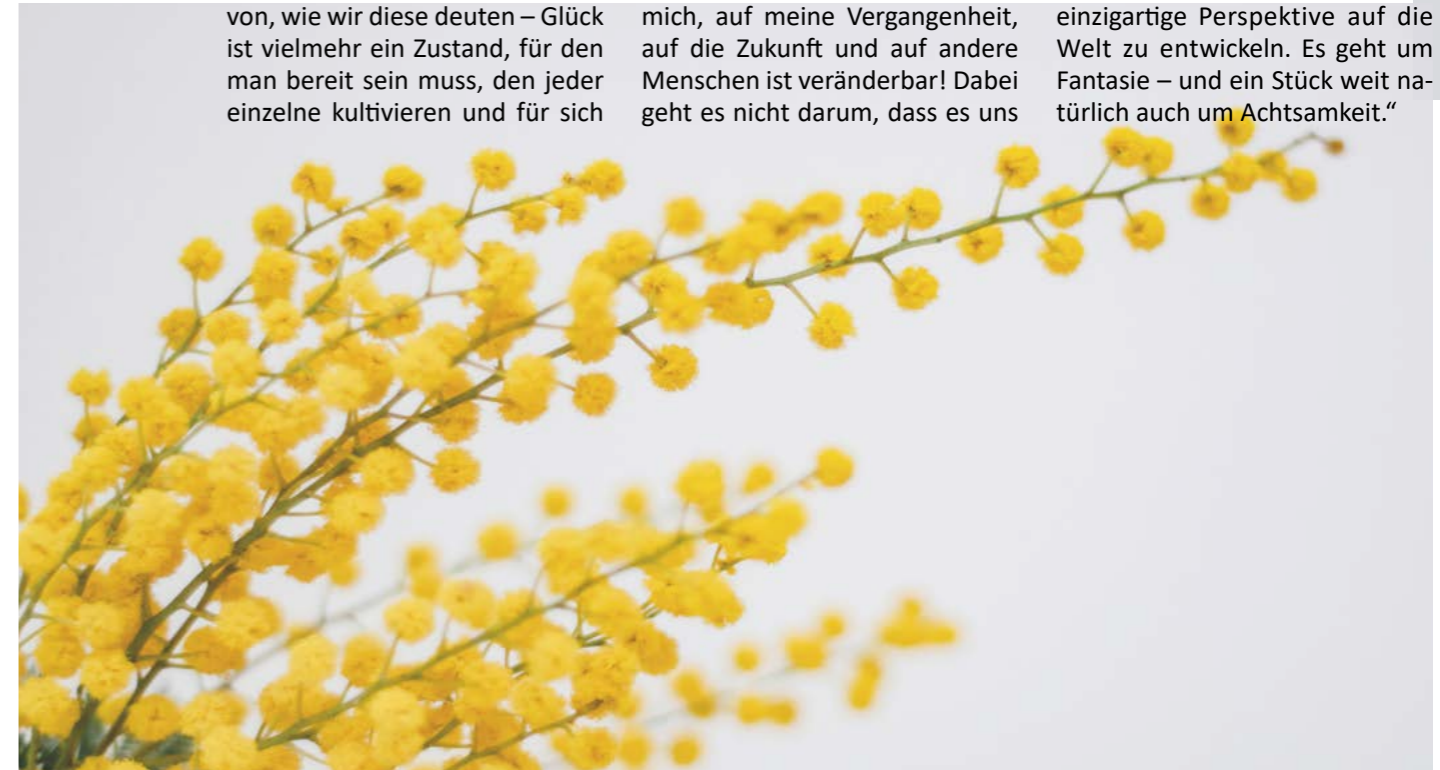 von, wie wir diese deuten – Glück
ist vielmehr ein Zustand, für den
man bereit sein muss, den jeder
einzelne kultivieren und für sich
mich, auf meine Vergangenheit,
auf die Zukunft und auf andere
Menschen ist veränderbar! Dabei
geht es nicht darum, dass es uns
einzigartige Perspektive auf die
Welt zu entwickeln. Es geht um
Fantasie – und ein Stück weit na-
türlich auch um Achtsamkeit.“